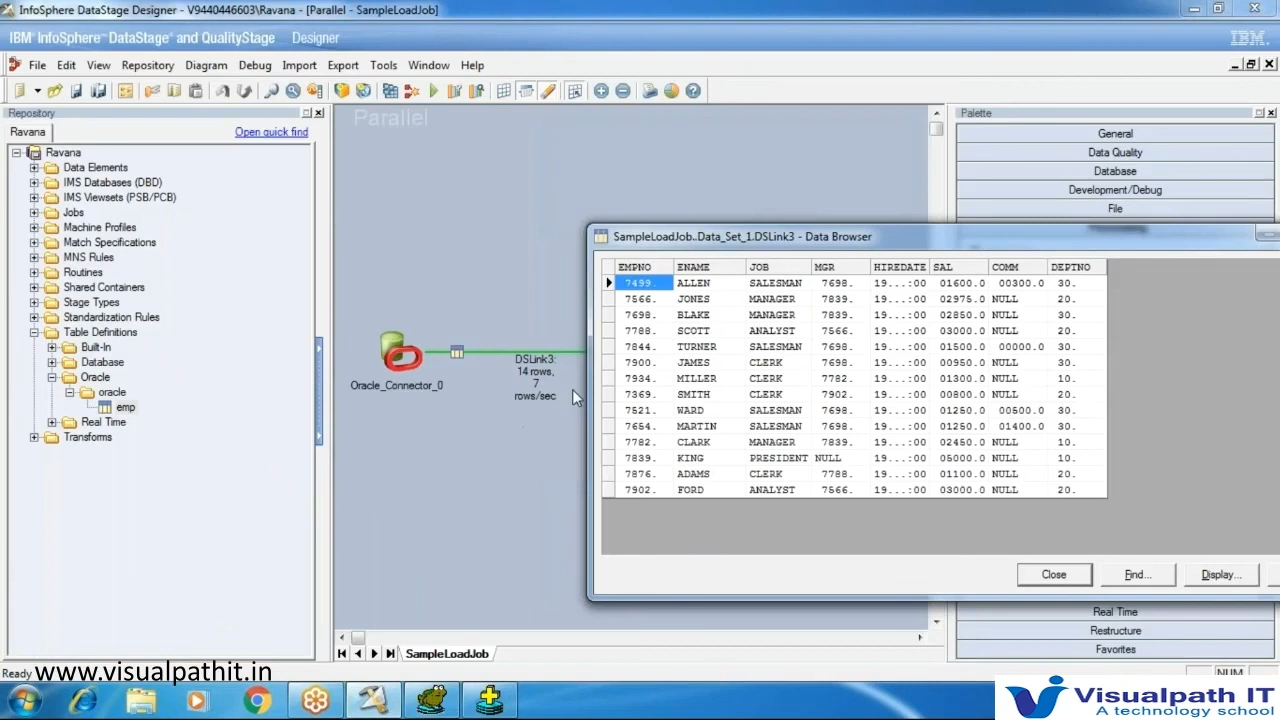 InfoSphere DataStage Designer - V9440446603\Ravana - [Parallel - SampleLoadJob]
IBM® InfoSphere™ DataStage® and QualityStage Designer
IBM.
File Edit View Repository Diagram Debug Import Export Tools Window Help
Repository
Ravana
Open quick find
Ravana
Data Elements
IMS Databases (DBD)
IMS Viewsets (PSB/PCB)
Jobs
Machine Profiles
Match Specifications
MNS Rules
Routines
Shared Containers
Stage Types
Standardization Rules
Table Definitions
Built-In
Database
Oracle
oracle
emp
Real Time
Transforms
Parallel
Oracle_Connector_0
DSLink3:
14 rows,
7
rows/sec
SampleLoadJob
Palette
General
Data Quality
Database
Development/Debug
File
SampleLoadJob..Data_Set_1.DSLink3 - Data Browser
EMPNO ENAME JOB MGR HIREDATE SAL COMM DEPTNO
7499. ALLEN SALESMAN 7698. 19...:00 01600.0 00300.0 30.
7566. JONES MANAGER 7839. 19...:00 02975.0 NULL 20.
7698. BLAKE MANAGER 7839. 19...:00 02850.0 NULL 30.
7788. SCOTT ANALYST 7566. 19...:00 03000.0 NULL 20.
7844. TURNER SALESMAN 7698. 19...:00 01500.0 00000.0 30.
7900. JAMES CLERK 7698. 19...:00 00950.0 NULL 30.
7934. MILLER CLERK 7782. 19...:00 01300.0 NULL 10.
7369. SMITH CLERK 7902. 19...:00 00800.0 NULL 20.
7521. WARD SALESMAN 7698. 19...:00 01250.0 00500.0 30.
7654. MARTIN SALESMAN 7698. 19...:00 01250.0 01400.0 30.
7782. CLARK MANAGER 7839. 19...:00 02450.0 NULL 10.
7839. KING PRESIDENT NULL 19...:00 05000.0 NULL 10.
7876. ADAMS CLERK 7788. 19...:00 01100.0 NULL 20.
7902. FORD ANALYST 7566. 19...:00 03000.0 NULL 20.
Close Find... Display...
Real Time
Restructure
Favorites
Ready
NUM
www.visualpathit.in
Visualpath IT
A technology school